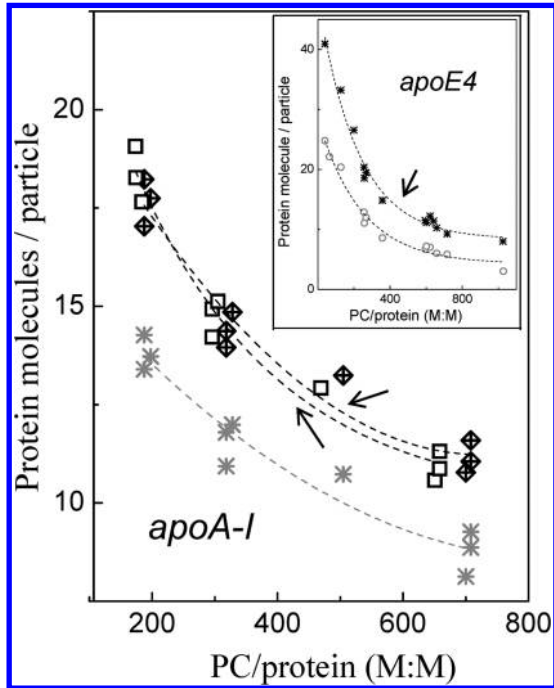 20
15
10
200
400
600
800
Protein molecules / particle
PC/protein (M:M)
apoA-I
40
20
0
400
800
Protein molecule / particle
PC/protein (M:M)
apoE4